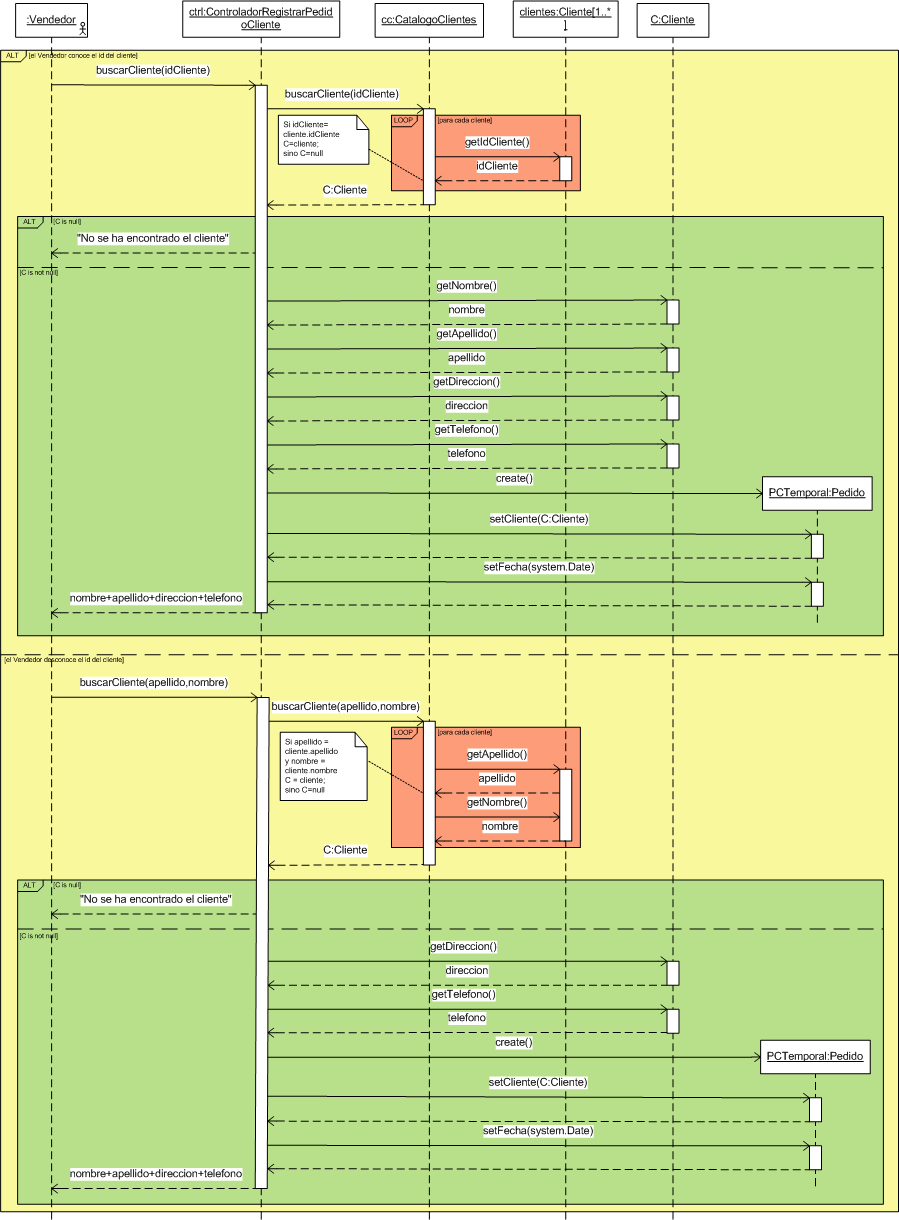 :Vendedor
ctrl:ControladorRegistrarPedid
oCliente
cc:CatalogoClientes
clientes:Cliente[1..*
]
C:Cliente
ALT
[el Vendedor conoce el id del cliente]
buscarCliente(idCliente)
buscarCliente(idCliente)
Si idCliente=
cliente.idCliente
C=cliente;
sino C=null
LOOP
[para cada cliente]
getIdCliente()
idCliente
C:Cliente
ALT
[C is null]
"No se ha encontrado el cliente"
[C is not null]
getNombre()
nombre
getApellido()
apellido
getDireccion()
direccion
getTelefono()
telefono
create()
PCTemporal:Pedido
setCliente(C:Cliente)
setFecha(system.Date)
nombre+apellido+direccion+telefono
[el Vendedor desconoce el id del cliente]
buscarCliente(apellido,nombre)
buscarCliente(apellido,nombre)
Si apellido =
cliente.apellido
y nombre =
cliente.nombre
C = cliente;
sino C=null
LOOP
[para cada cliente]
getApellido()
apellido
getNombre()
nombre
C:Cliente
ALT
[C is null]
"No se ha encontrado el cliente"
[C is not null]
getDireccion()
direccion
getTelefono()
telefono
create()
PCTemporal:Pedido
setCliente(C:Cliente)
setFecha(system.Date)
nombre+apellido+direccion+telefono